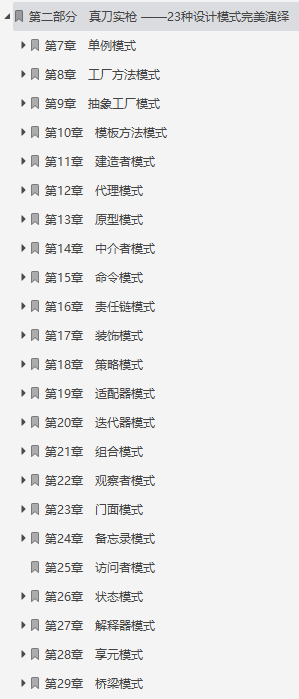 第二部分 真刀实枪 ——23种设计模式完美演绎
第7章 单例模式
第8章 工厂方法模式
第9章 抽象工厂模式
第10章 模板方法模式
第11章 建造者模式
第12章 代理模式
第13章 原型模式
第14章 中介者模式
第15章 命令模式
第16章 责任链模式
第17章 装饰模式
第18章 策略模式
第19章 适配器模式
第20章 迭代器模式
第21章 组合模式
第22章 观察者模式
第23章 门面模式
第24章 备忘录模式
第25章 访问者模式
第26章 状态模式
第27章 解释器模式
第28章 享元模式
第29章 桥梁模式